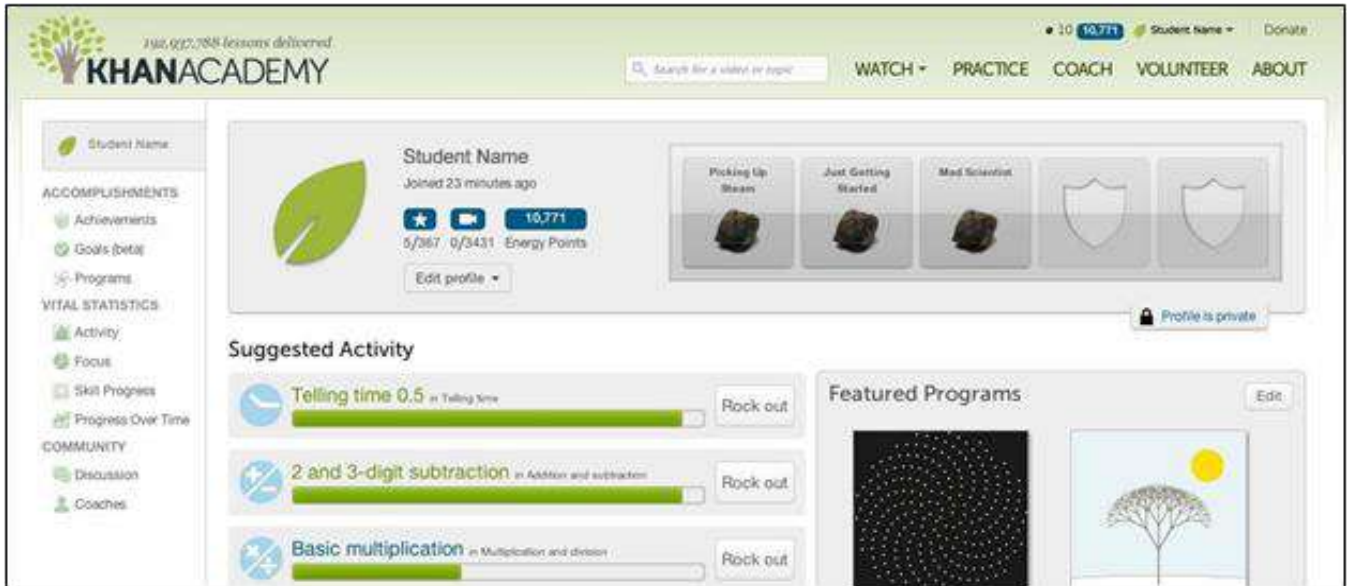 192,937,788 lessons delivered
KHANACADEMY
10 10,771 Student Name Donate
Search for a video or topic
WATCH PRACTICE COACH VOLUNTEER ABOUT
Student Name
ACCOMPLISHMENTS
Achievements
Goals (beta)
Programs
VITAL STATISTICS
Activity
Focus
Skill Progress
Progress Over Time
COMMUNITY
Discussion
Coaches
Student Name
Joined 23 minutes ago
10,771
5/367 0/3431 Energy Points
Edit profile
Picking Up
Steam
Just Getting
Started
Mad Scientist
Profile is private
Suggested Activity
Telling time 0.5 in Telling time
Rock out
2 and 3-digit subtraction in Addition and subtraction
Rock out
Basic multiplication in Multiplication and division
Rock out
Featured Programs
Edit